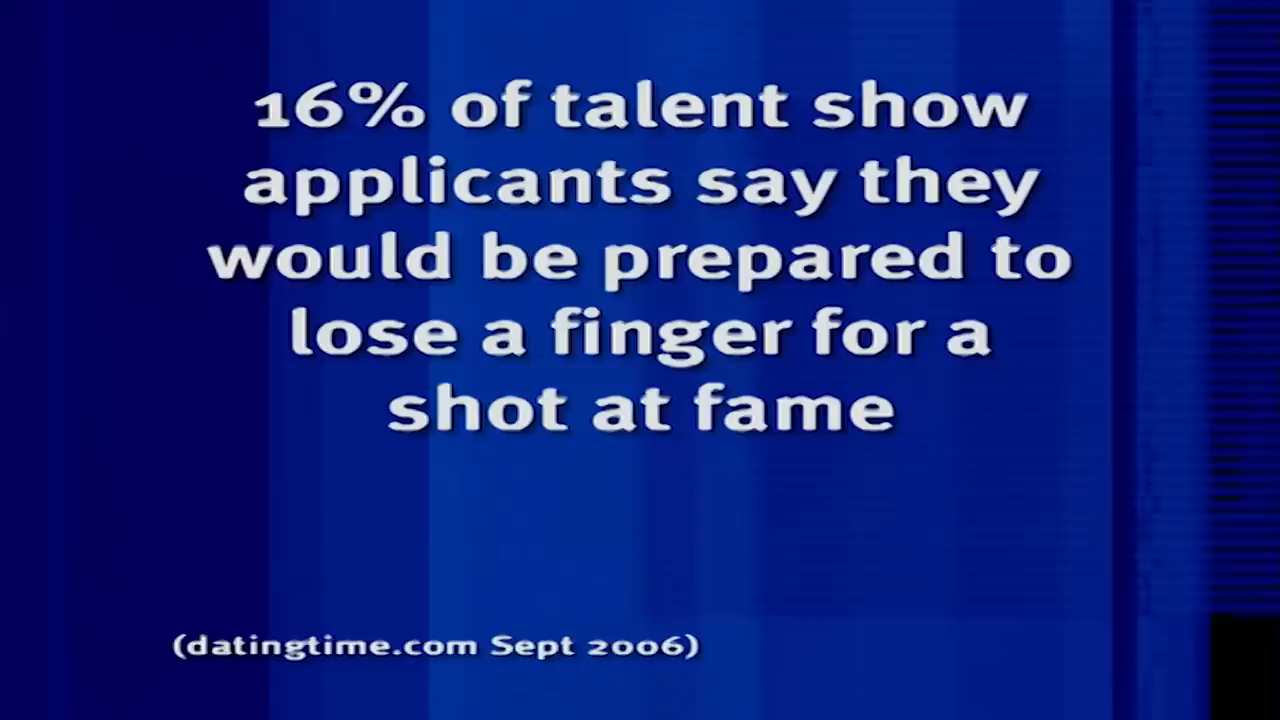 16% of talent show
applicants say they
would be prepared to
lose a finger for a
shot at fame
(datingtime.com Sept 2006)